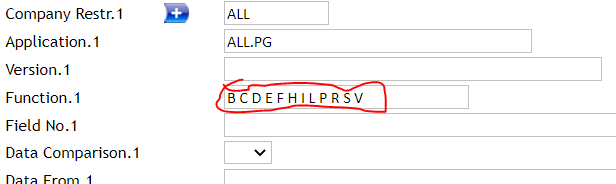 Company Restr.1 ALL
Application.1 ALL.PG
Version.1
Function.1 B C D E F H I L P R S V
Field No.1
Data Comparison.1
Data From.1